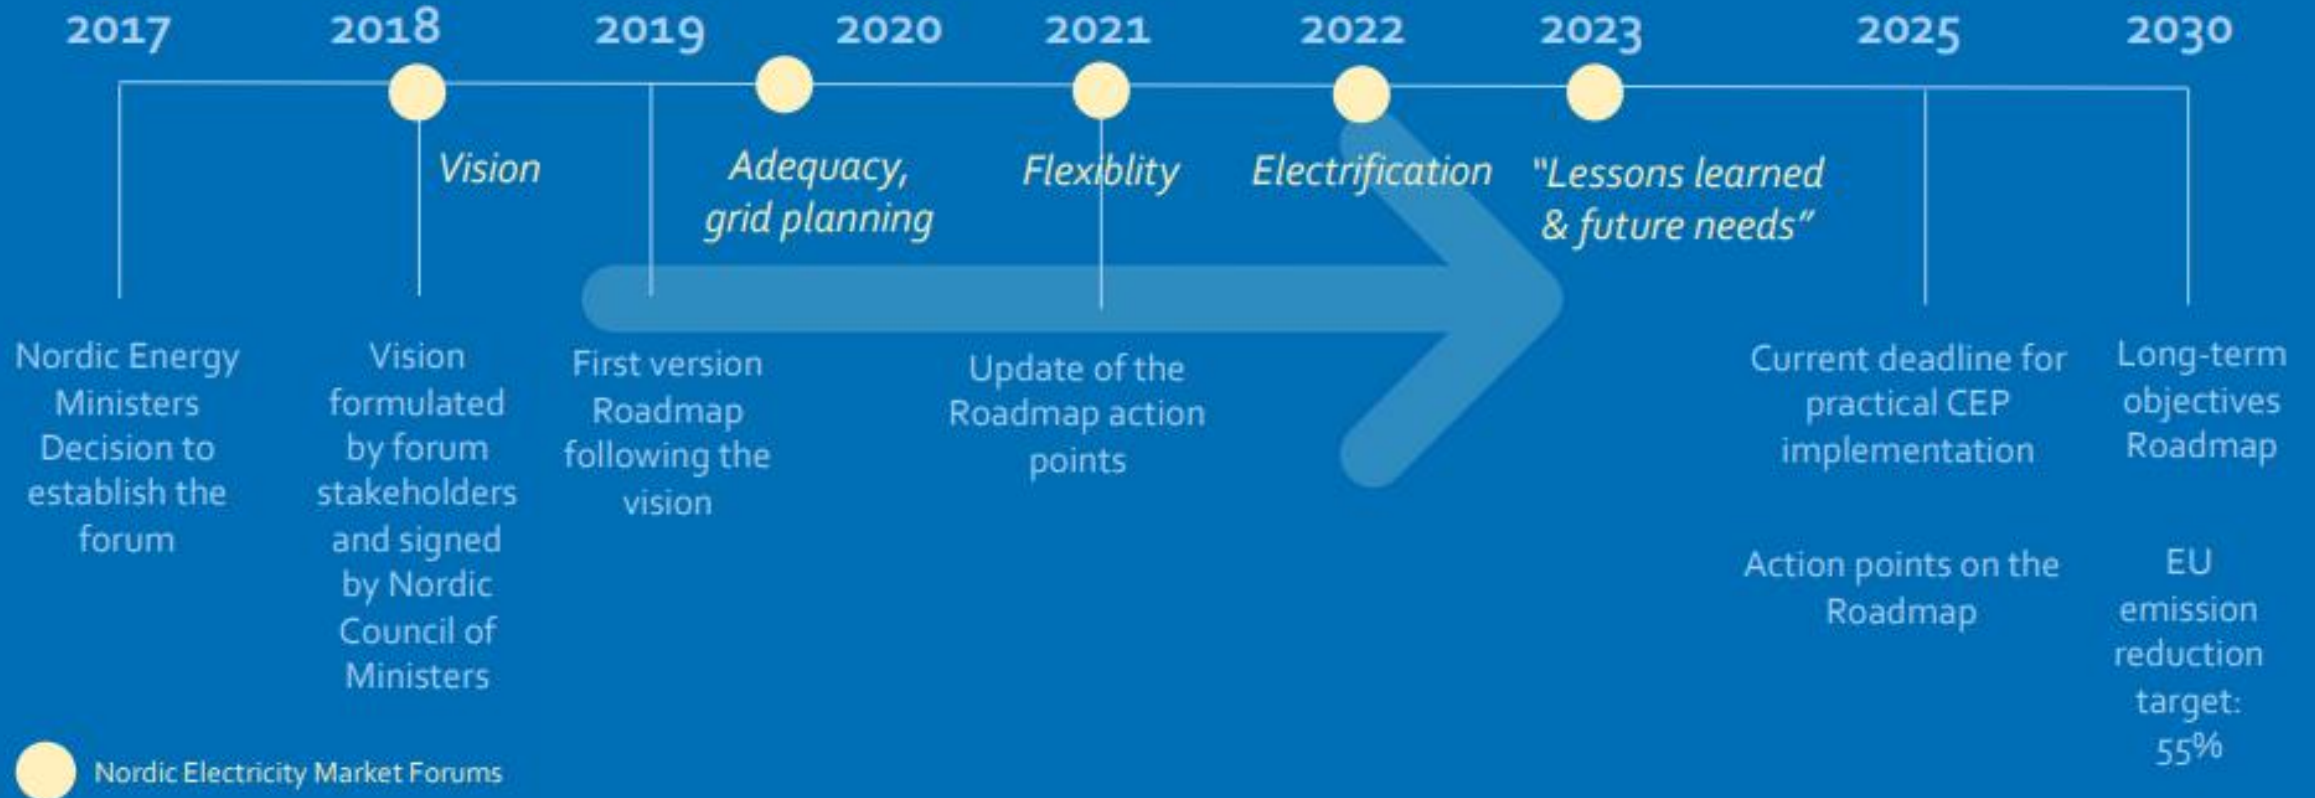 2017
2018
2019
2020
2021
2022
2023
2025
2030
Vision
Adequacy,
grid planning
Flexiblity
Electrification
"Lessons learned
& future needs"
Nordic Energy
Ministers
Decision to
establish the
forum
Vision
formulated
by forum
stakeholders
and signed
by Nordic
Council of
Ministers
First version
Roadmap
following the
vision
Update of the
Roadmap action
points
Current deadline for
practical CEP
implementation
Action points on the
Roadmap
Long-term
objectives
Roadmap
EU
emission
reduction
target:
55%
Nordic Electricity Market Forums